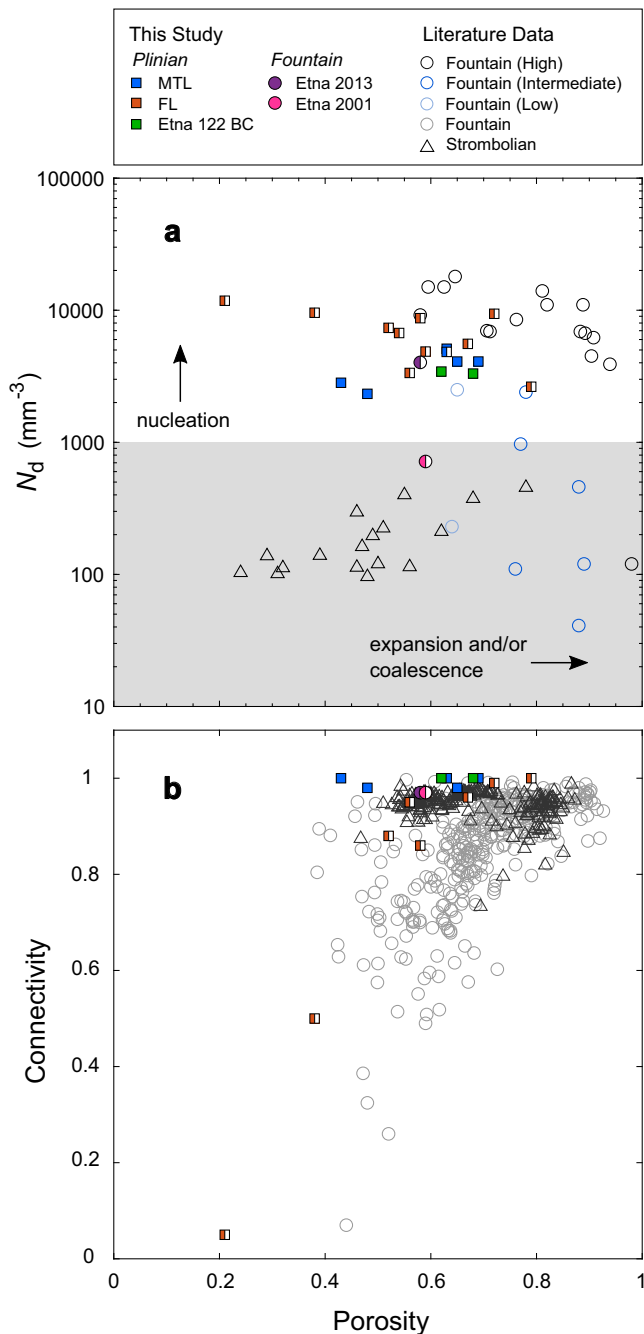 This Study
Literature Data
Plinian
Fountain
MTL
FL
Etna 122 BC
Etna 2013
Etna 2001
Fountain (High)
Fountain (Intermediate)
Fountain (Low)
Fountain
Strombolian
a
100000
10000
1000
100
10
Nd (mm-3)
nucleation
expansion and/or
coalescence
b
1
0.8
0.6
0.4
0.2
0
Connectivity
0 0.2 0.4 0.6 0.8 1
Porosity